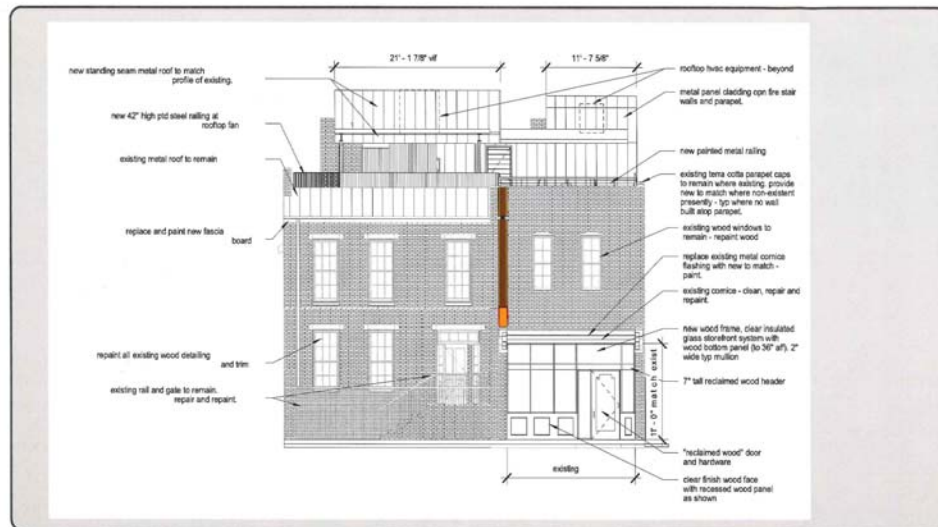 21' - 1 7/8" vif
11' - 7 5/8"
new standing seam metal roof to match
profile of existing.
new 42" high ptd steel railing at
rooftop fan
existing metal roof to remain
replace and paint new fascia
board
repaint all existing wood detailing
and trim
existing rail and gate to remain.
repair and repaint.
rooftop hvac equipment - beyond
metal panel cladding opn fire stair
walls and parapet.
new painted metal railing
existing terra cotta parapet caps
to remain where existing. provide
new to match where non-existent
presently - typ where no wall
built atop parapet.
existing wood windows to
remain - repaint wood
replace existing metal cornice
flashing with new to match -
paint.
existing cornice - clean, repair and
repaint.
new wood frame, clear insulated
glass storefront system with
wood bottom panel (to 36" aff). 2"
wide typ mullion
7" tall reclaimed wood header
11' - 0" match exist
"reclaimed wood" door
and hardware
existing
clear finish wood face
with recessed wood panel
as shown